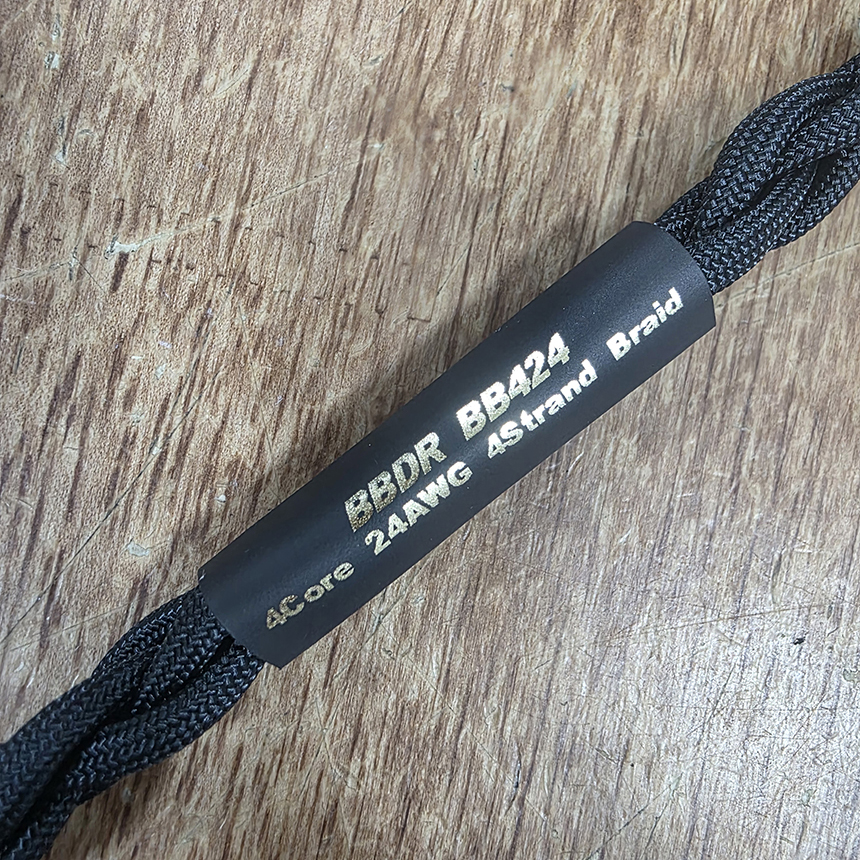 BBDR BB424
4Core 24AWG 4Strand Braid